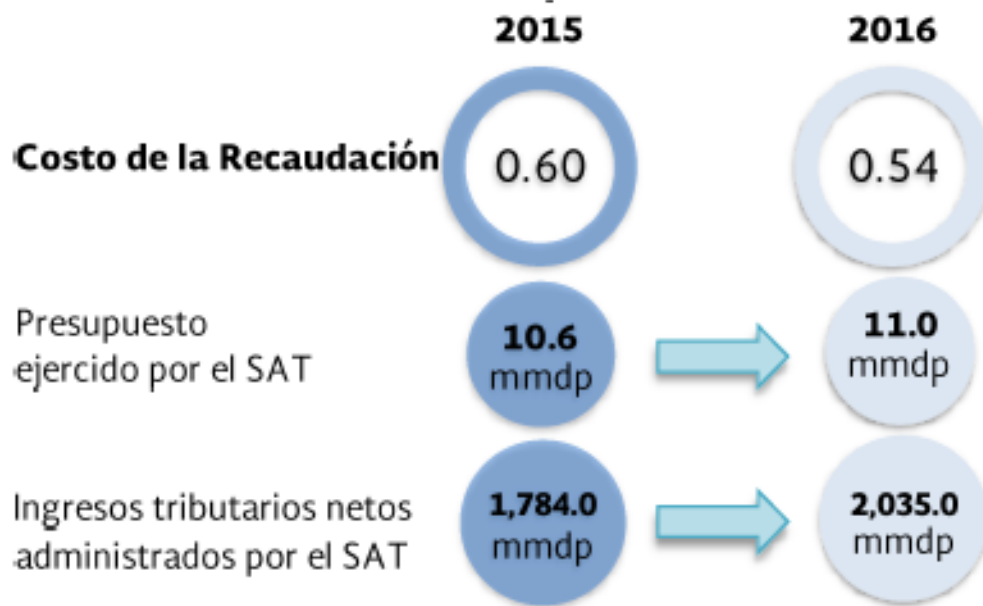 2015 2016
Costo de la Recaudación 0.60 0.54
Presupuesto
ejercido por el SAT
10.6
mmdp
11.0
mmdp
Ingresos tributarios netos
administrados por el SAT
1,784.0
mmdp
2,035.0
mmdp